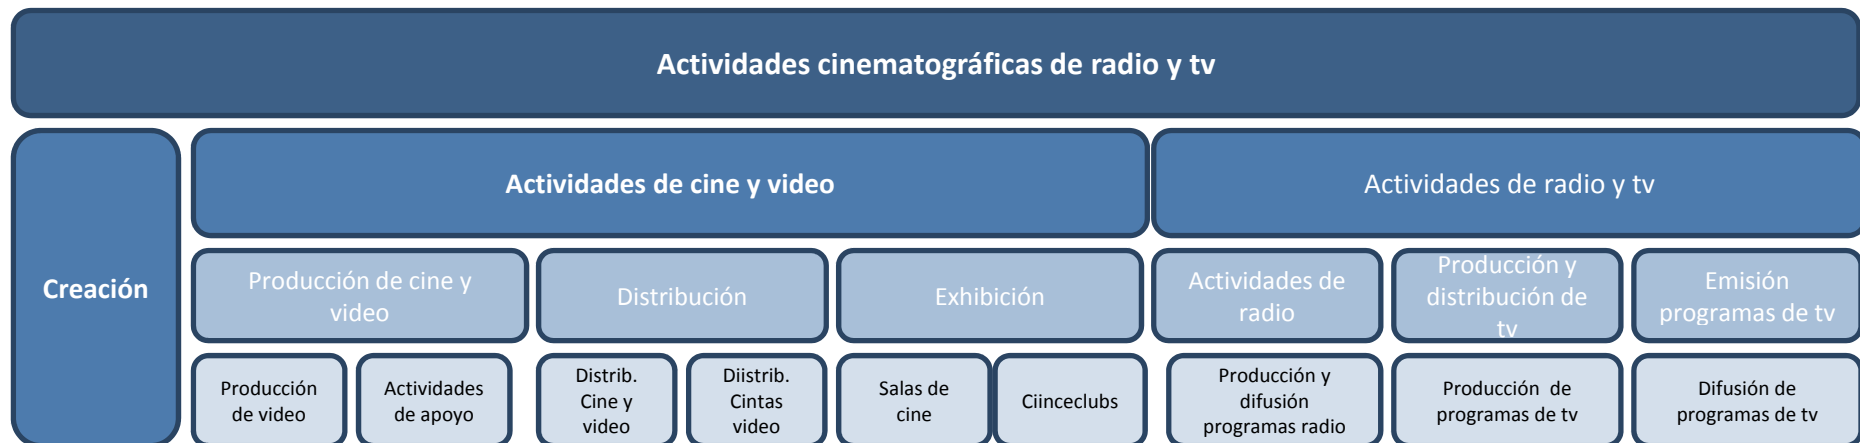 Actividades cinematográficas de radio y tv
Creación
Actividades de cine y video
Actividades de radio y tv
Producción de cine y
video
Distribución
Exhibición
Actividades de
radio
Producción y
distribución de
tv
Emisión
programas de tv
Producción
de video
Actividades
de apoyo
Distrib.
Cine y
video
Diistrib.
Cintas
video
Salas de
cine
Ciinceclubs
Producción y
difusión
programas radio
Producción de
programas de tv
Difusión de
programas de tv